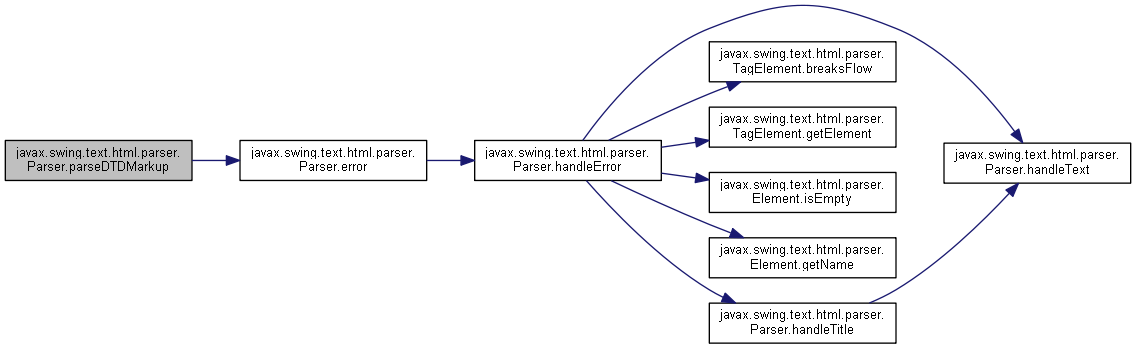 javax.swing.text.html.parser.
Parser.parseDTDMarkup
javax.swing.text.html.parser.
Parser.error
javax.swing.text.html.parser.
Parser.handleError
javax.swing.text.html.parser.
TagElement.breaksFlow
javax.swing.text.html.parser.
TagElement.getElement
javax.swing.text.html.parser.
Element.isEmpty
javax.swing.text.html.parser.
Element.getName
javax.swing.text.html.parser.
Parser.handleTitle
javax.swing.text.html.parser.
Parser.handleText